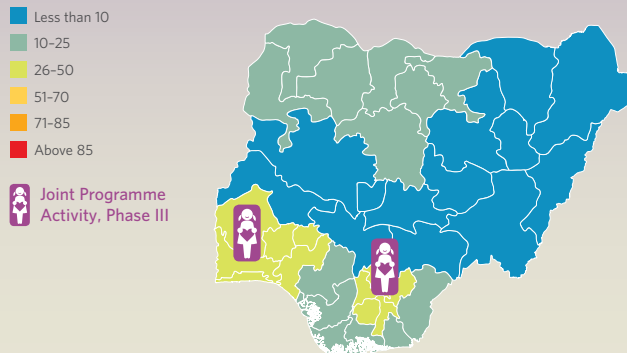 Less than 10
10–25
26–50
51–70
71–85
Above 85
Joint Programme
Activity, Phase III